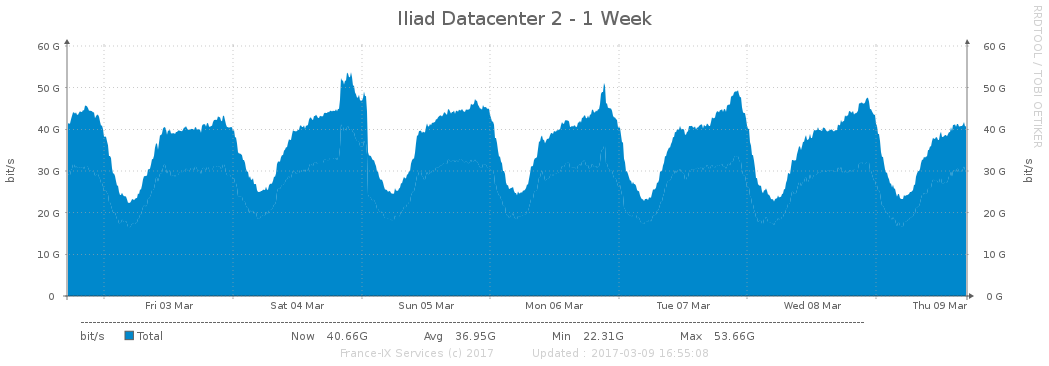 Iliad Datacenter 2 - 1 Week
RRDTOOL / TOBI OETIKER
60 G 60 G
50 G 50 G
40 G 40 G
30 G 30 G
20 G 20 G
10 G 10 G
0 0 G
bit/s
bit/s
Fri 03 Mar Sat 04 Mar Sun 05 Mar Mon 06 Mar Tue 07 Mar Wed 08 Mar Thu 09 Mar
bit/s Total Now 40.66G Avg 36.95G Min 22.31G Max 53.66G
France-IX Services (c) 2017 Updated : 2017-03-09 16:55:08